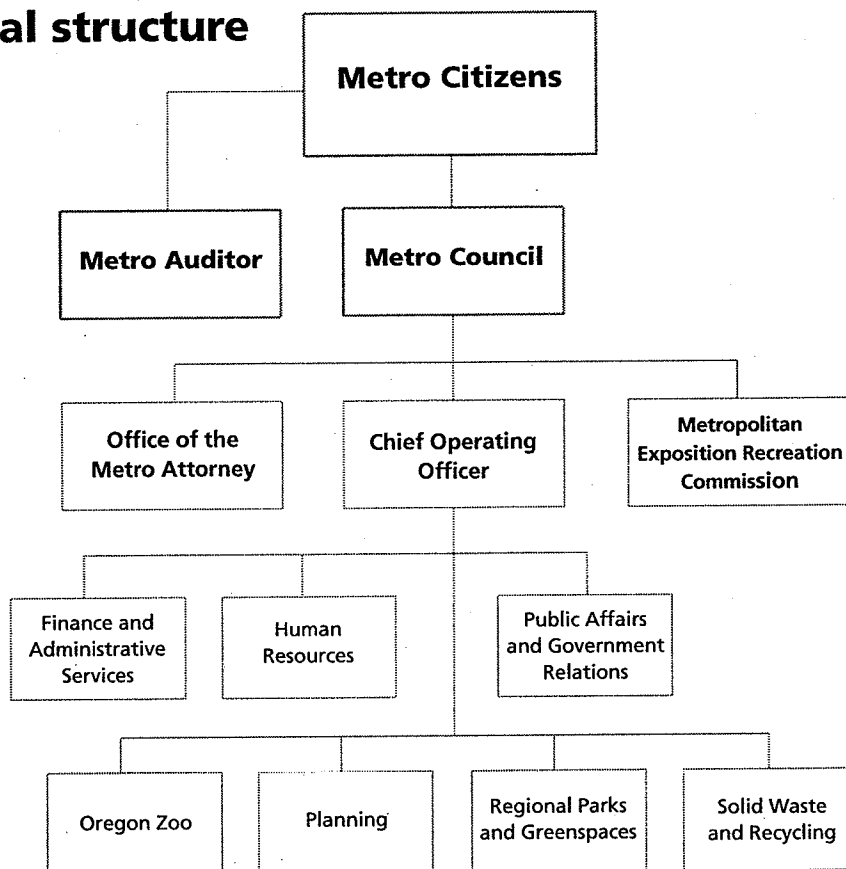 al structure
Metro Citizens
Metro Auditor
Metro Council
Office of the
Metro Attorney
Chief Operating
Officer
Metropolitan
Exposition Recreation
Commission
Finance and
Administrative
Services
Human
Resources
Public Affairs
and Government
Relations
Oregon Zoo
Planning
Regional Parks
and Greenspaces
Solid Waste
and Recycling